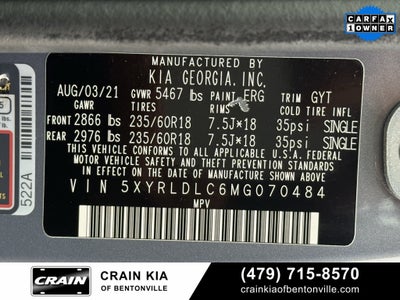 CARFAX
1 OWNER
MANUFACTURED BY
KIA GEORGIA, INC.
AUG/03/21 GVWR 5467 lbs PAINT ERG TRIM GYT
GAWR TIRES RIMS COLD TIRE INFL
FRONT 2866 lbs 235/60R18 7.5J×18 35psi SINGLE
REAR 2976 lbs 235/60R18 7.5J×18 35psi SINGLE
THIS VEHICLE CONFORMS TO ALL APPLICABLE U.S. FEDERAL
MOTOR VEHICLE SAFETY, BUMPER, AND THEFT PREVENTION
STANDARDS IN EFFECT ON THE DATE OF MANUFACTURE SHOWN ABOVE.
VIN 5XYRLDLC6MG070484
MPV
522A
CRAIN
CRAIN KIA
OF BENTONVILLE
(479) 715-8570
crainkiaofbentonville.com